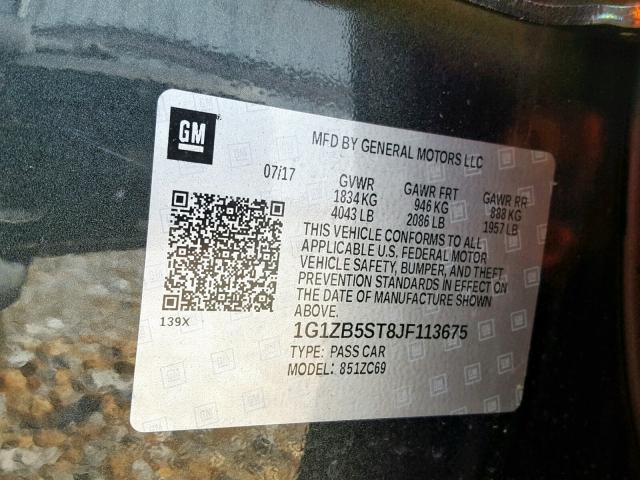 GM
MFD BY GENERAL MOTORS LLC
07/17
GVWR GAWR FRT GAWR RR
1834 KG 946 KG 888 KG
4043 LB 2086 LB 1957 LB
THIS VEHICLE CONFORMS TO ALL
APPLICABLE U.S. FEDERAL MOTOR
VEHICLE SAFETY, BUMPER, AND THEFT
PREVENTION STANDARDS IN EFFECT ON
THE DATE OF MANUFACTURE SHOWN
ABOVE.
139X
1G1ZB5ST8JF113675
TYPE: PASS CAR
MODEL: 851ZC69